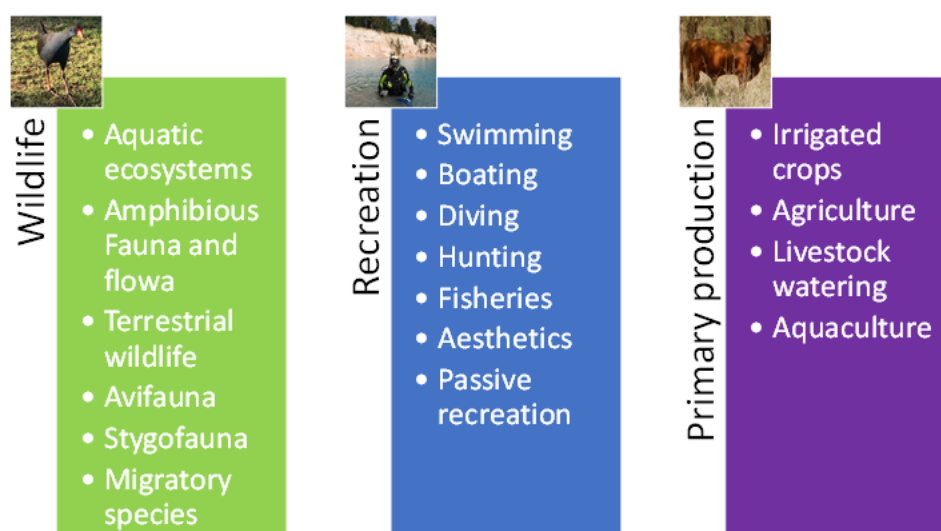 Wildlife
• Aquatic
ecosystems
• Amphibious
Fauna and
flowa
• Terrestrial
wildlife
• Avifauna
• Stygofauna
• Migratory
species
Recreation
• Swimming
• Boating
• Diving
• Hunting
• Fisheries
• Aesthetics
• Passive
recreation
Primary production
• Irrigated
crops
• Agriculture
• Livestock
watering
• Aquaculture